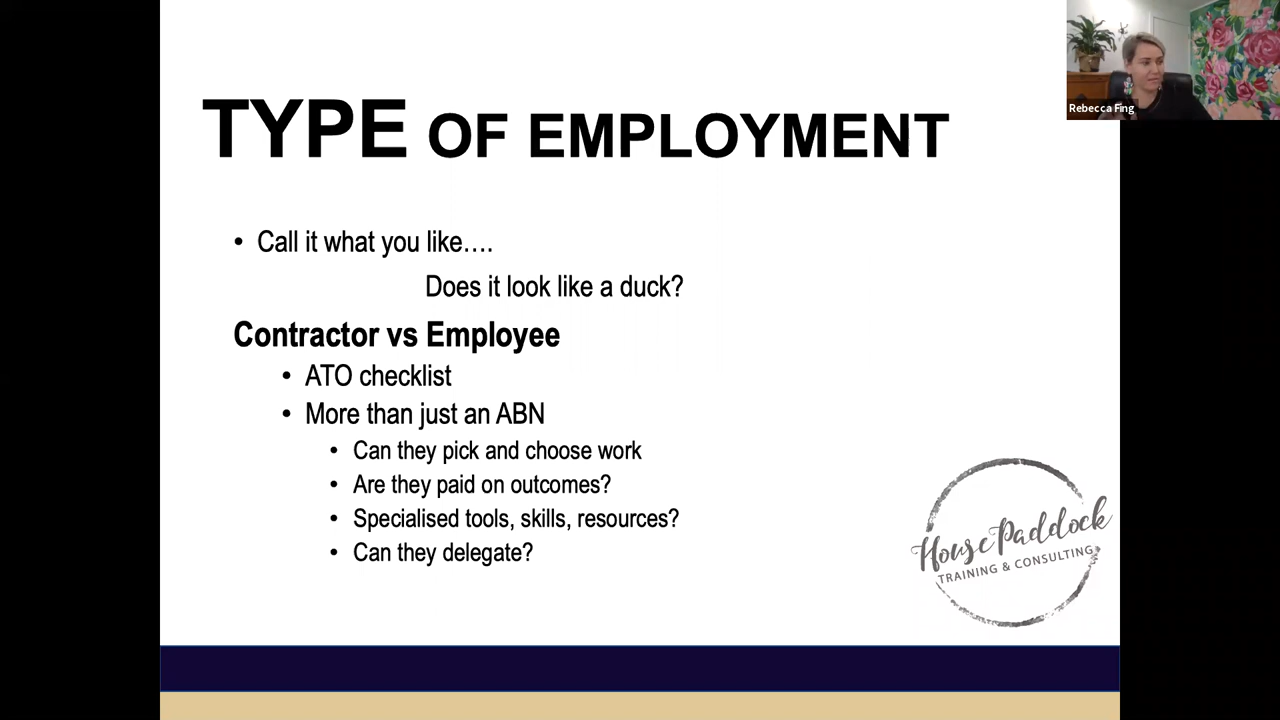 Rebecca Fing
TYPE OF EMPLOYMENT
• Call it what you like….
Does it look like a duck?
Contractor vs Employee
• ATO checklist
• More than just an ABN
• Can they pick and choose work
• Are they paid on outcomes?
• Specialised tools, skills, resources?
• Can they delegate?
House Paddock
TRAINING & CONSULTING